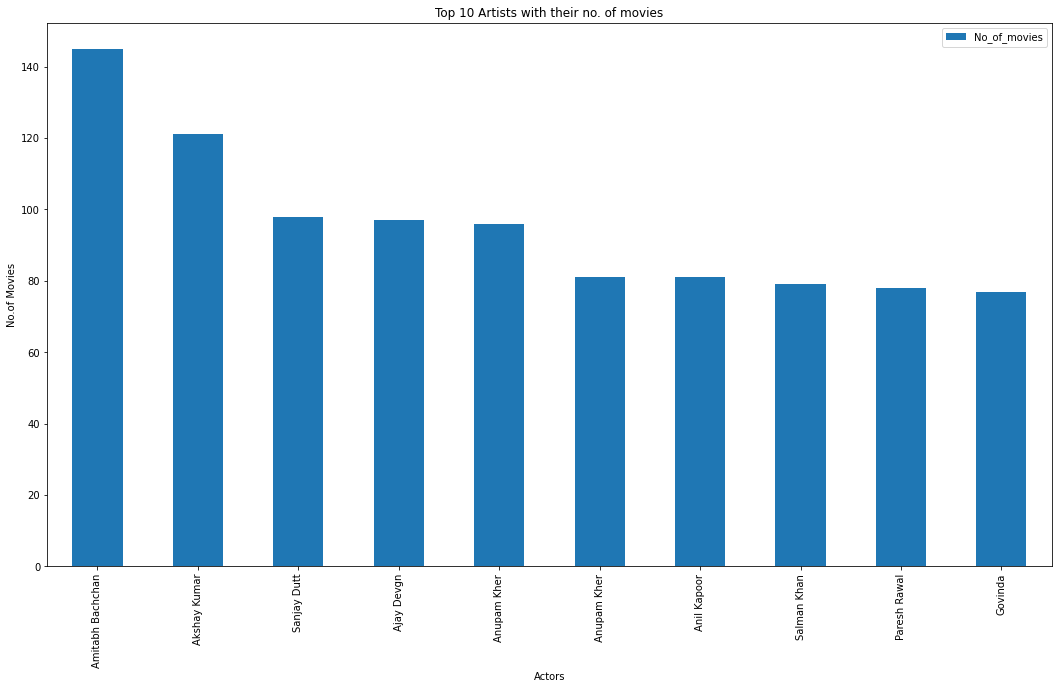 Top 10 Artists with their no. of movies
No_of_movies
No.of Movies
140
120
100
80
60
40
20
0
Amitabh Bachchan
Akshay Kumar
Sanjay Dutt
Ajay Devgn
Anupam Kher
Anupam Kher
Anil Kapoor
Salman Khan
Paresh Rawal
Govinda
Actors